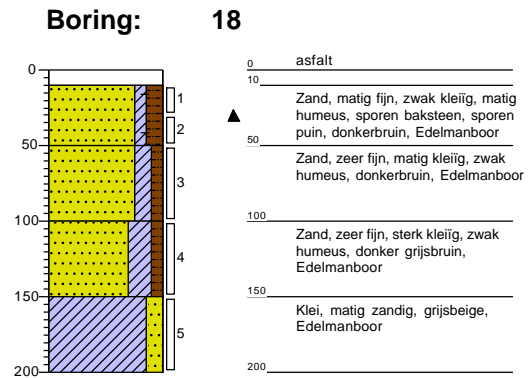 Boring: 18
0
50
100
150
200
1
2
3
4
5
0 asfalt
10
Zand, matig fijn, zwak kleiïg, matig
humeus, sporen baksteen, sporen
puin, donkerbruin, Edelmanboor
50
Zand, zeer fijn, matig kleiïg, zwak
humeus, donkerbruin, Edelmanboor
100
Zand, zeer fijn, sterk kleiïg, zwak
humeus, donker grijsbruin,
Edelmanboor
150
Klei, matig zandig, grijsbeige,
Edelmanboor
200